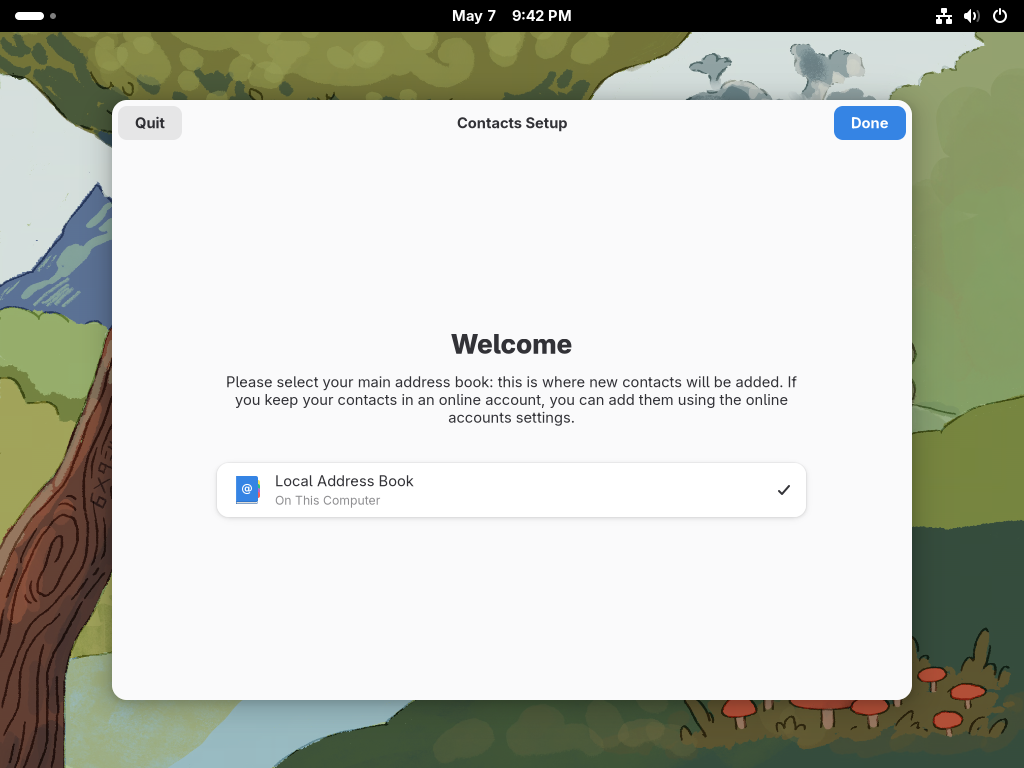 May 7 9:42 PM
Quit
Contacts Setup
Done
Welcome
Please select your main address book: this is where new contacts will be added. If
you keep your contacts in an online account, you can add them using the online
accounts settings.
@
Local Address Book
On This Computer